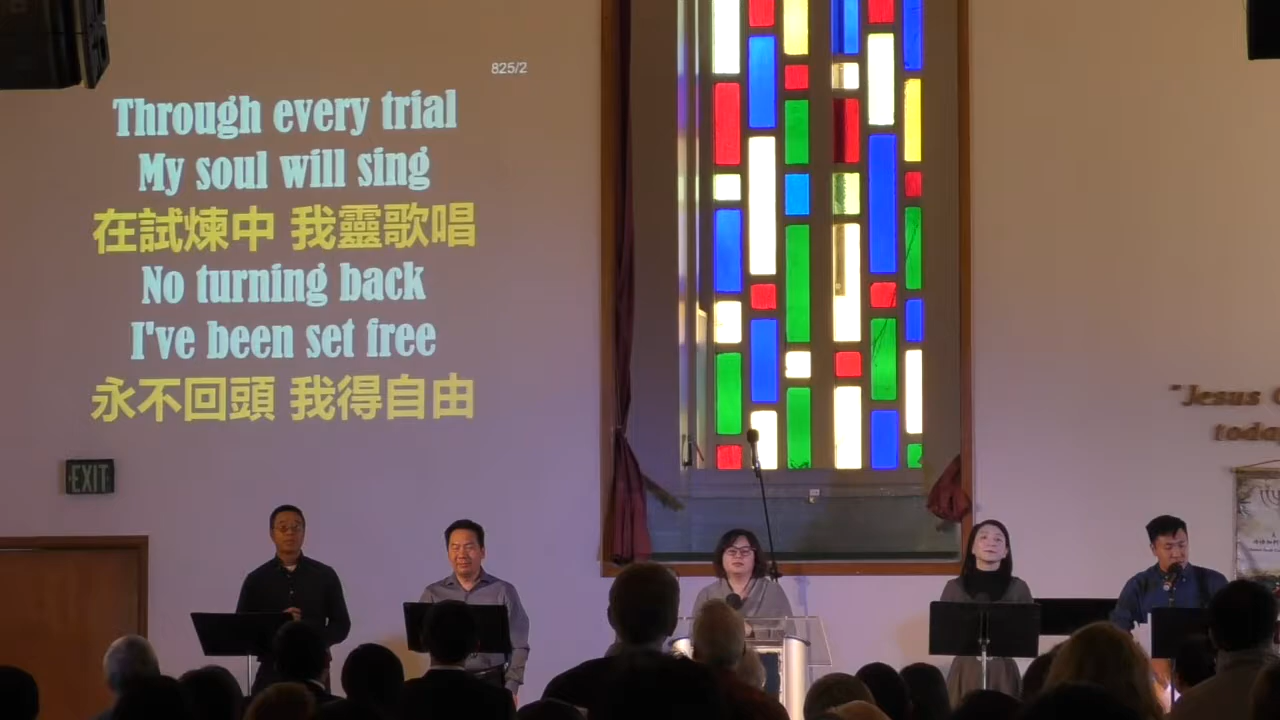 825/2
Through every trial
My soul will sing
在試煉中 我靈歌唱
No turning back
I've been set free
永不回頭 我得自由
EXIT
"Jesus
today